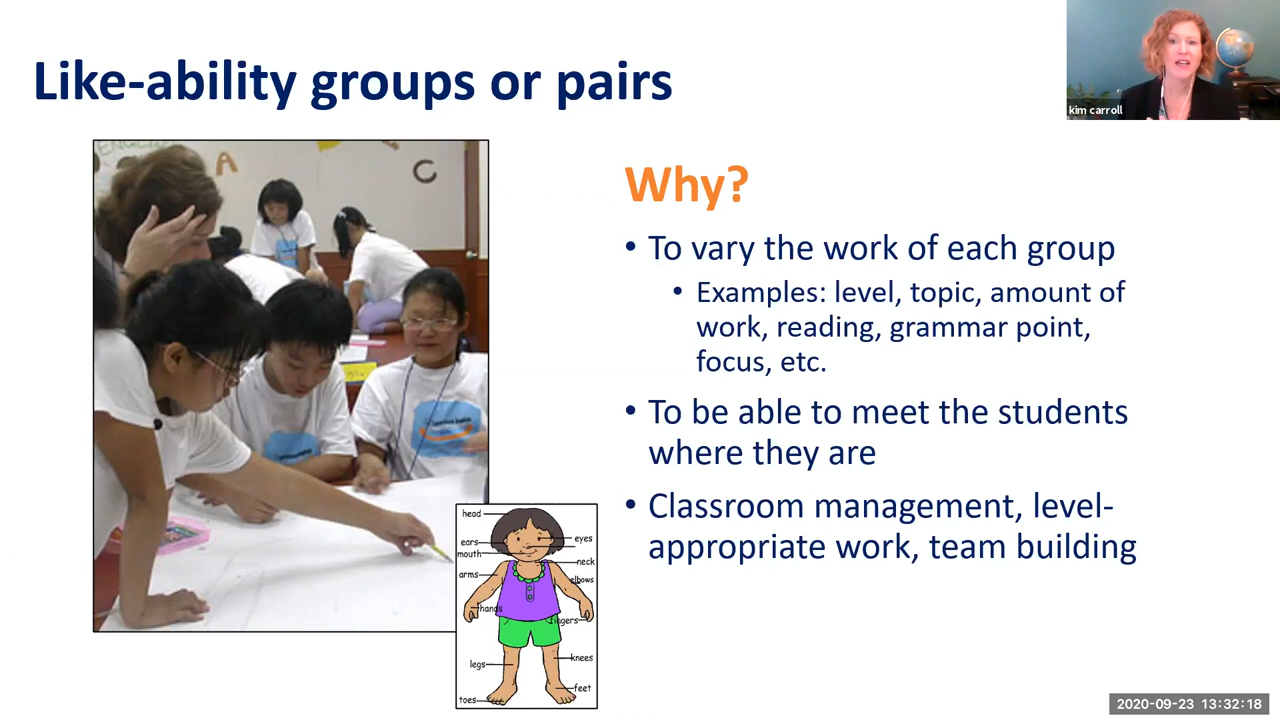 Like-ability groups or pairs
kim carroll
ENGLISH
A
C
Why?
• To vary the work of each group
• Examples: level, topic, amount of
work, reading, grammar point,
focus, etc.
• To be able to meet the students
where they are
• Classroom management, level-
appropriate work, team building
head
ears
eyes
mouth
neck
arms
elbows
hands
fingers
legs
knees
feet
toes
2020-09-23 13:32:18